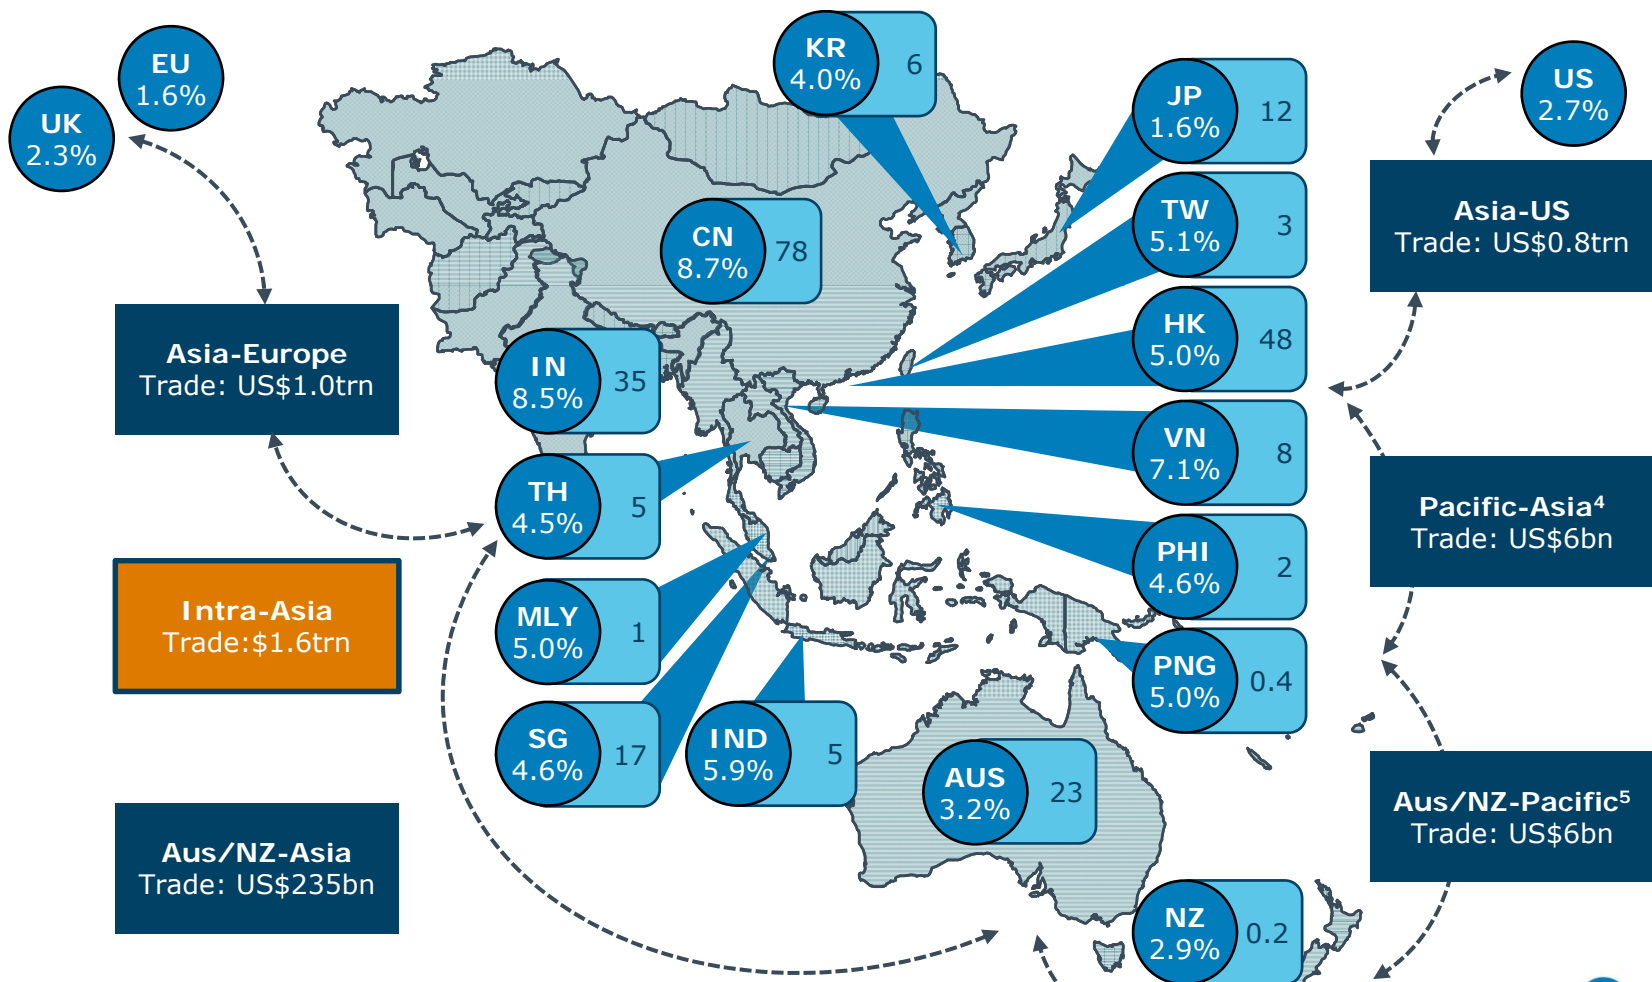 EU
1.6%
UK
2.3%
KR
4.0%
6
JP
1.6%
12
US
2.7%
TW
5.1%
3
Asia-US
Trade: US$0.8trn
CN
8.7%
78
HK
5.0%
48
Asia-Europe
Trade: US$1.0trn
IN
8.5%
35
VN
7.1%
8
TH
4.5%
5
Pacific-Asia⁴
Trade: US$6bn
PHI
4.6%
2
Intra-Asia
Trade:$1.6trn
MLY
5.0%
1
PNG
5.0%
0.4
SG
4.6%
17
IND
5.9%
5
AUS
3.2%
23
Aus/NZ-Pacific⁵
Trade: US$6bn
Aus/NZ-Asia
Trade: US$235bn
NZ
2.9%
0.2